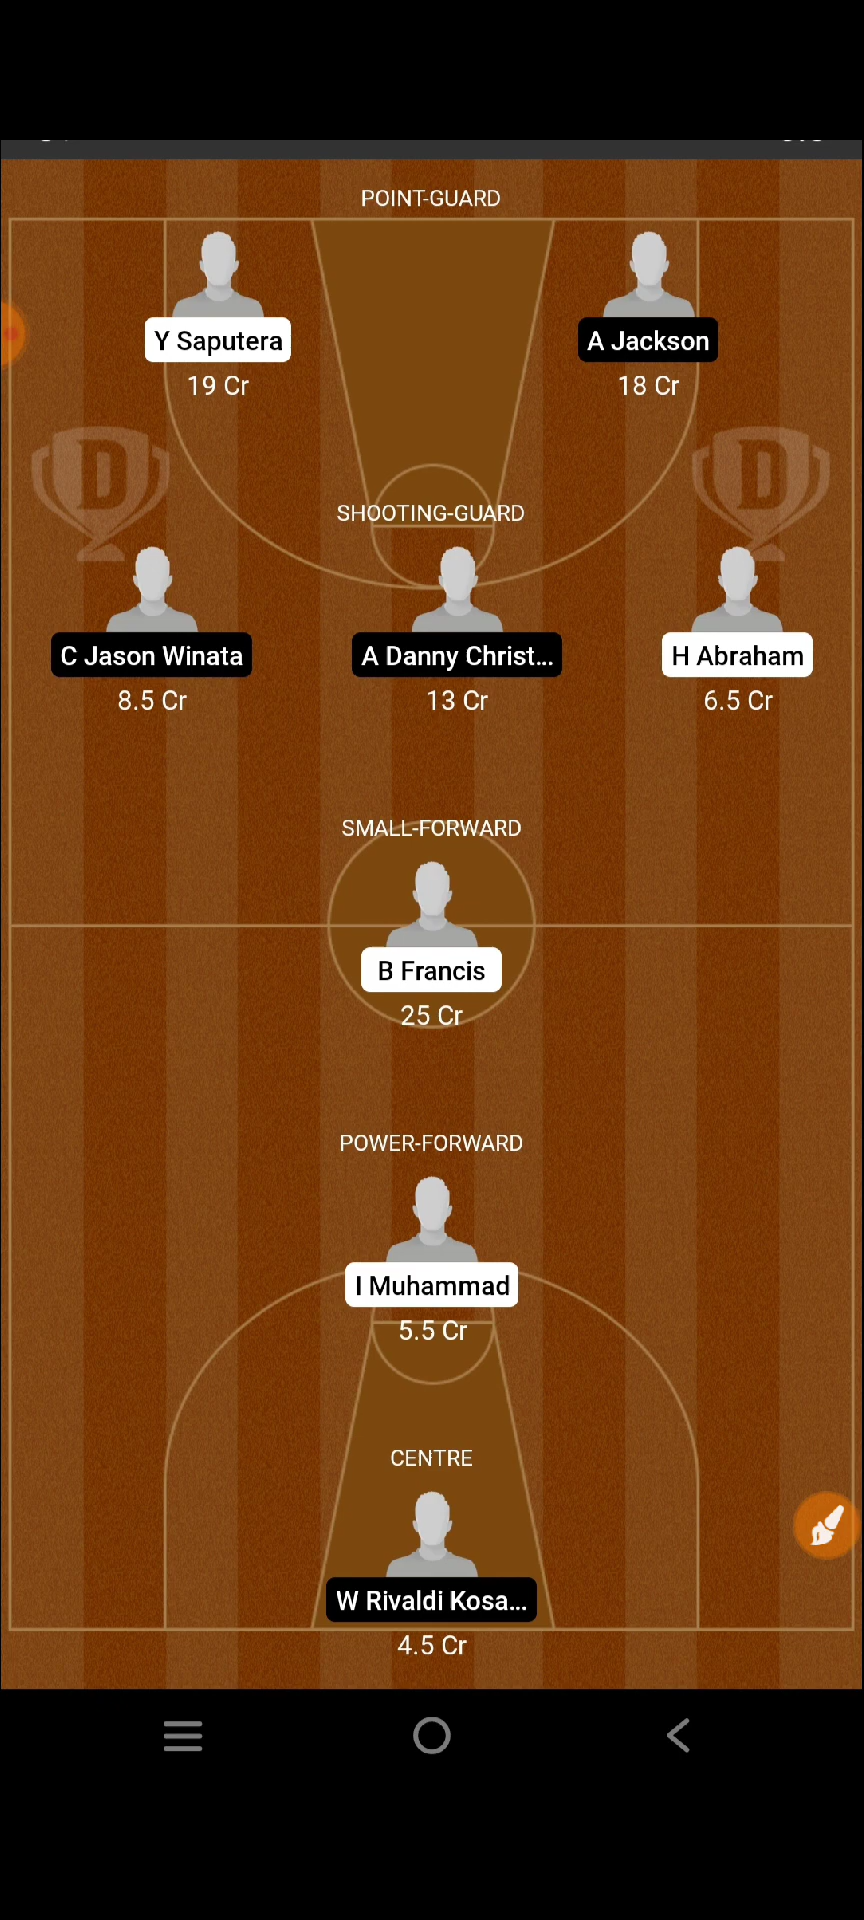 POINT-GUARD
Y Saputera
A Jackson
19 Cr
18 Cr
D
D
SHOOTING-GUARD
C Jason Winata
A Danny Christ...
H Abraham
8.5 Cr
13 Cr
6.5 Cr
SMALL-FORWARD
B Francis
25 Cr
POWER-FORWARD
I Muhammad
5.5 Cr
CENTRE
W Rivaldi Kosa...
4.5 Cr